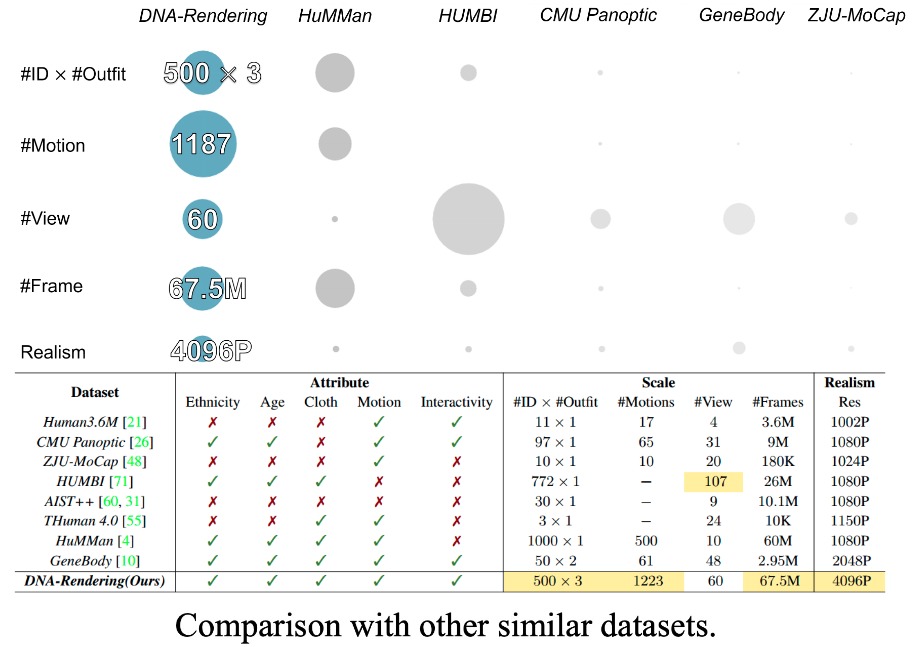 DNA-Rendering HuMMan HUMBI CMU Panoptic GeneBody ZJU-MoCap
#ID × #Outfit 500 × 3
#Motion 1187
#View 60
#Frame 67.5M
Realism 4096P
Dataset Attribute Scale Realism
Ethnicity Age Cloth Motion Interactivity #ID × #Outfit #Motions #View #Frames Res
Human3.6M [21] ✗ ✗ ✗ ✓ ✓ 11 × 1 17 4 3.6M 1002P
CMU Panoptic [26] ✓ ✓ ✗ ✓ ✓ 97 × 1 65 31 9M 1080P
ZJU-MoCap [48] ✗ ✗ ✗ ✓ ✗ 10 × 1 10 20 180K 1024P
HUMBI [71] ✓ ✓ ✓ ✗ ✗ 772 × 1 – 107 26M 1080P
AIST++ [60, 31] ✗ ✗ ✗ ✗ ✗ 30 × 1 – 9 10.1M 1080P
THuman 4.0 [55] ✗ ✗ ✓ ✓ ✗ 3 × 1 – 24 10K 1150P
HuMMan [4] ✓ ✓ ✓ ✓ ✗ 1000 × 1 500 10 60M 1080P
GeneBody [10] ✓ ✓ ✓ ✓ ✓ 50 × 2 61 48 2.95M 2048P
DNA-Rendering(Ours) ✓ ✓ ✓ ✓ ✓ 500 × 3 1223 60 67.5M 4096P
Comparison with other similar datasets.